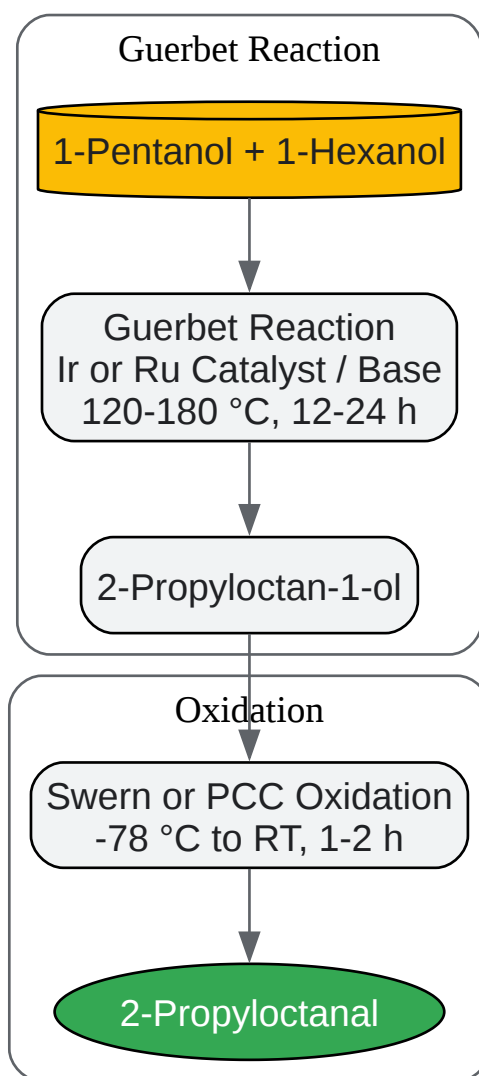 Guerbet Reaction
1-Pentanol + 1-Hexanol
Guerbet Reaction
Ir or Ru Catalyst / Base
120-180 °C, 12-24 h
2-Propyloctan-1-ol
Oxidation
Swern or PCC Oxidation
-78 °C to RT, 1-2 h
2-Propyloctanal